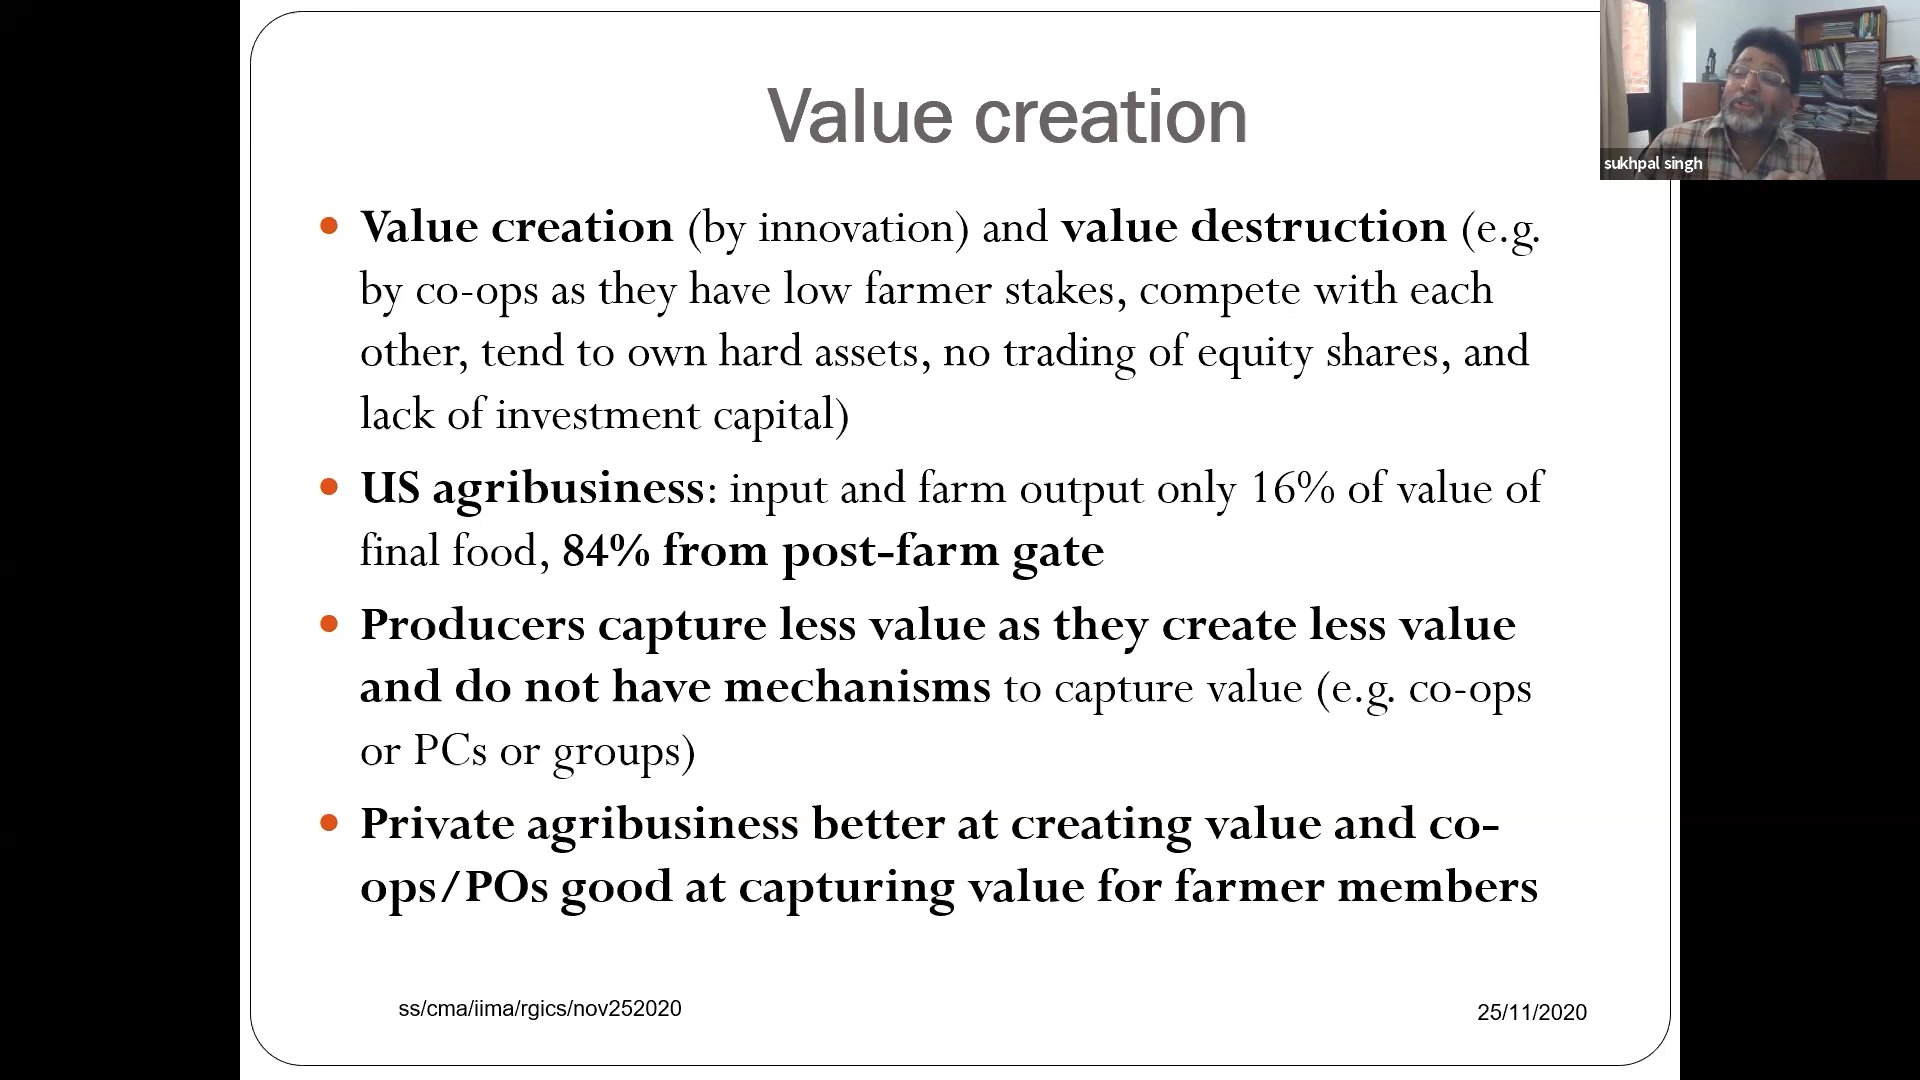 Value creation
sukhpal singh
• Value creation (by innovation) and value destruction (e.g.
by co-ops as they have low farmer stakes, compete with each
other, tend to own hard assets, no trading of equity shares, and
lack of investment capital)
• US agribusiness: input and farm output only 16% of value of
final food, 84% from post-farm gate
• Producers capture less value as they create less value
and do not have mechanisms to capture value (e.g. co-ops
or PCs or groups)
• Private agribusiness better at creating value and co-
ops/POs good at capturing value for farmer members
ss/cma/iima/rgics/nov252020
25/11/2020